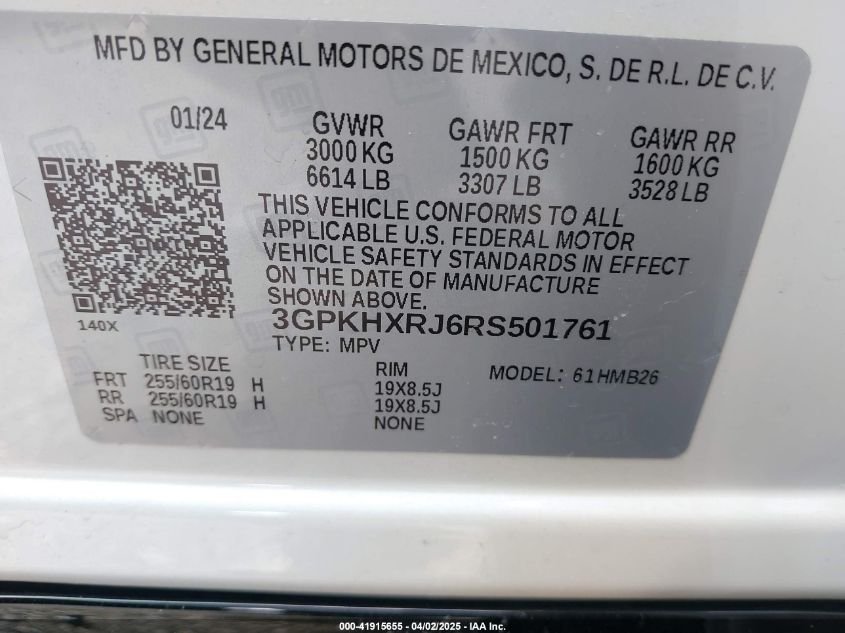 MFD BY GENERAL MOTORS DE MEXICO, S. DE R.L. DE C.V.
01/24 GVWR GAWR FRT GAWR RR
3000 KG 1500 KG 1600 KG
6614 LB 3307 LB 3528 LB
THIS VEHICLE CONFORMS TO ALL
APPLICABLE U.S. FEDERAL MOTOR
VEHICLE SAFETY STANDARDS IN EFFECT
ON THE DATE OF MANUFACTURE
SHOWN ABOVE.
140X 3GPKHXRJ6RS501761
TYPE: MPV
TIRE SIZE RIM MODEL: 61HMB26
FRT 255/60R19 H 19X8.5J
RR 255/60R19 H 19X8.5J
SPA NONE NONE
000-41915655 - 04/02/2025 - © IAA Inc.